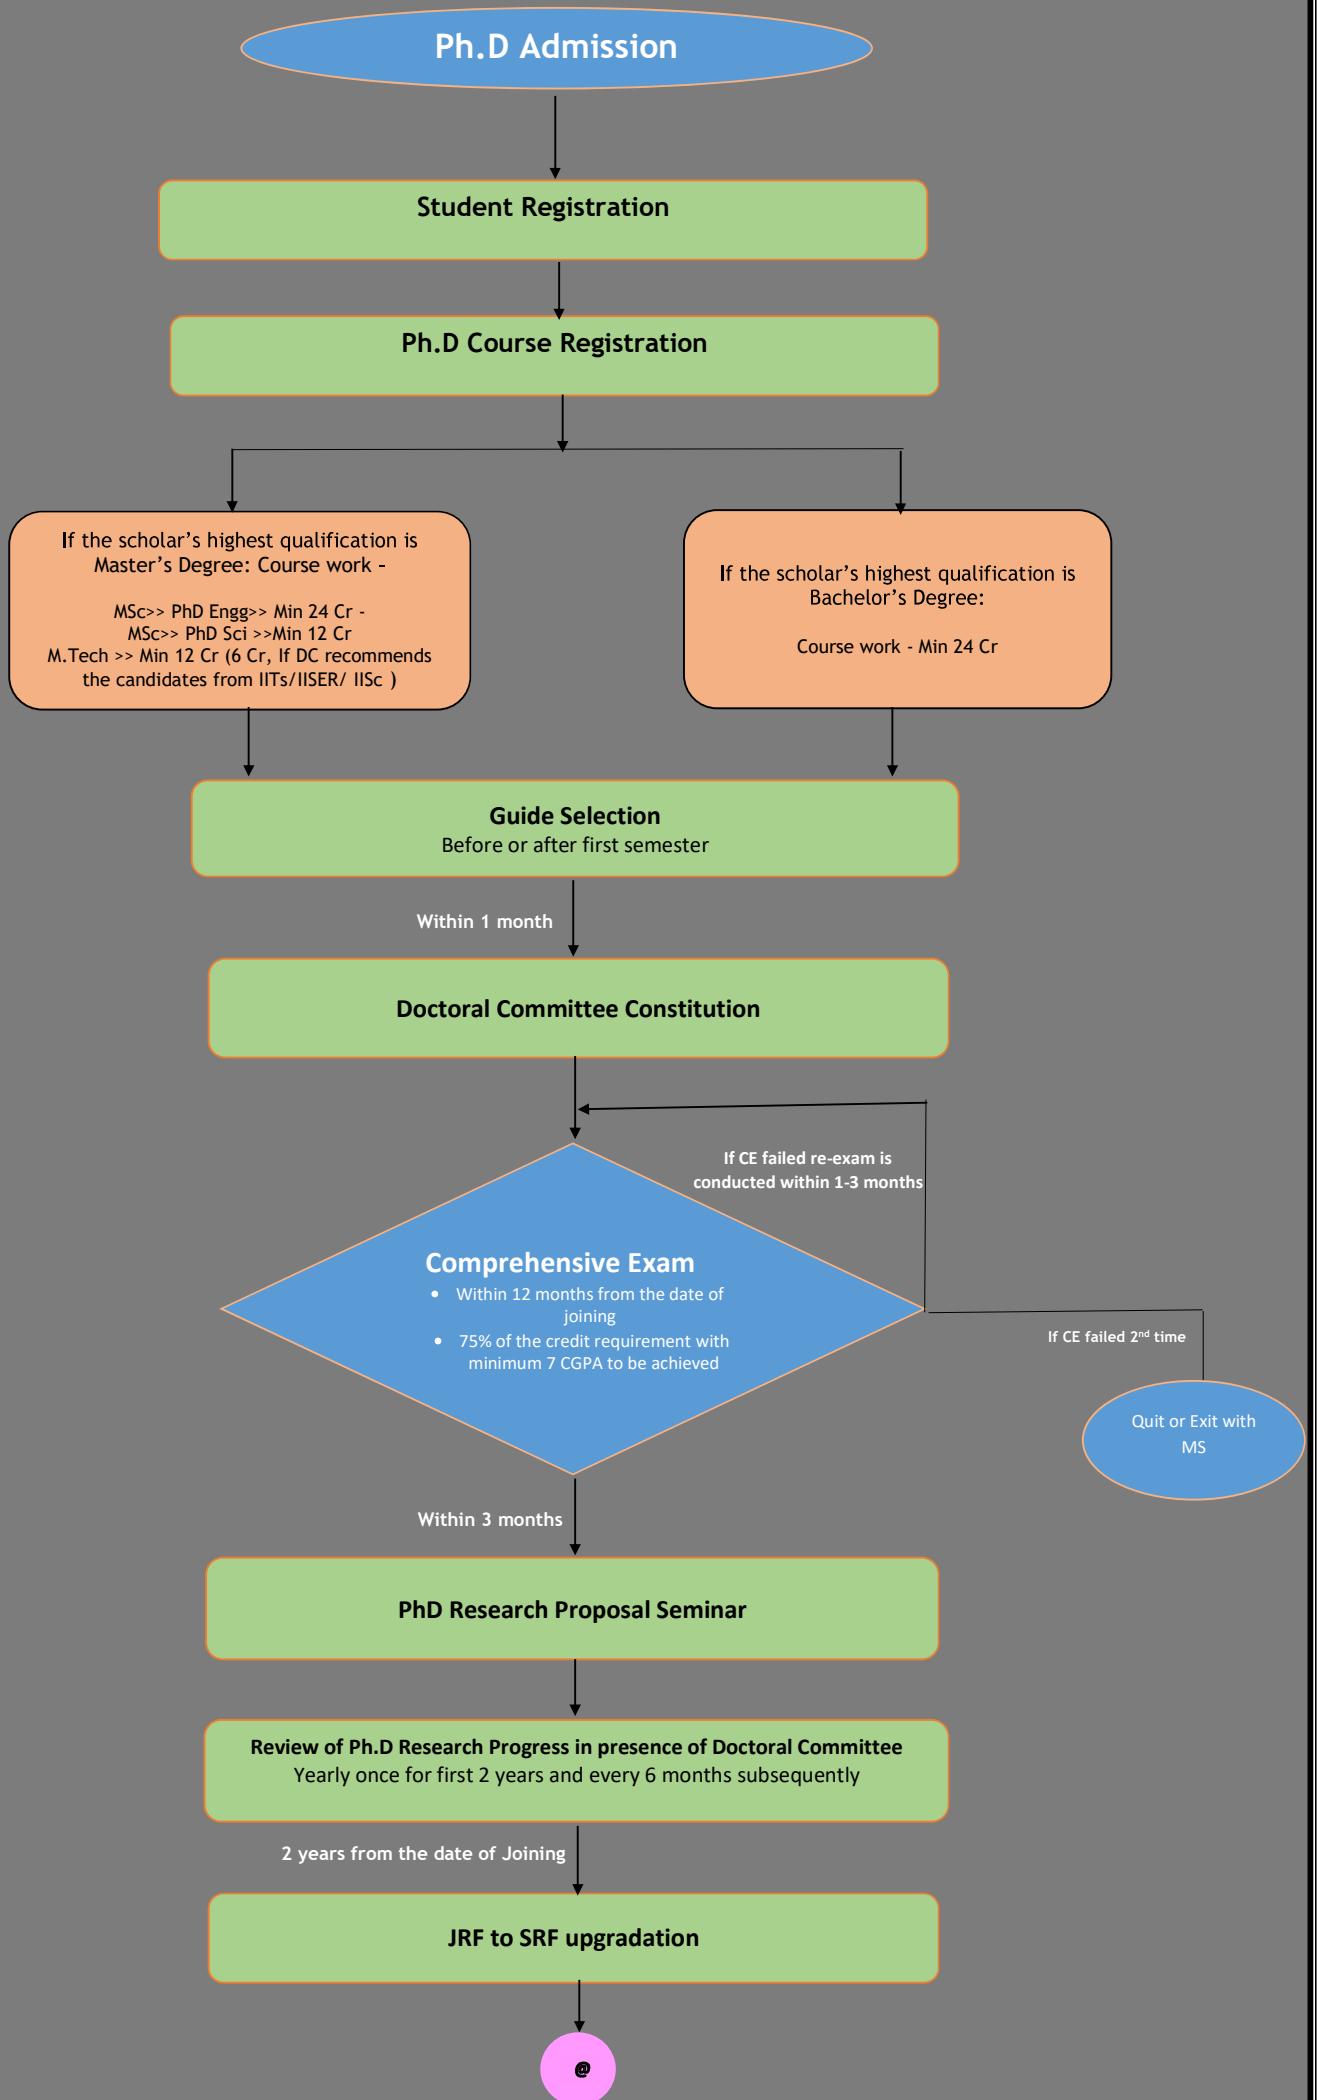 Ph.D Admission
Student Registration
Ph.D Course Registration
If the scholar’s highest qualification is
Master’s Degree: Course work -
MSc>> PhD Engg>> Min 24 Cr -
MSc>> PhD Sci >>Min 12 Cr
M.Tech >> Min 12 Cr (6 Cr, If DC recommends
the candidates from IITs/IISER/ IISc )
If the scholar’s highest qualification is
Bachelor’s Degree:
Course work - Min 24 Cr
Guide Selection
Before or after first semester
Within 1 month
Doctoral Committee Constitution
If CE failed re-exam is
conducted within 1-3 months
Comprehensive Exam
• Within 12 months from the date of
joining
• 75% of the credit requirement with
minimum 7 CGPA to be achieved
If CE failed 2nd time
Quit or Exit with
MS
Within 3 months
PhD Research Proposal Seminar
Review of Ph.D Research Progress in presence of Doctoral Committee
Yearly once for first 2 years and every 6 months subsequently
2 years from the date of Joining
JRF to SRF upgradation
@